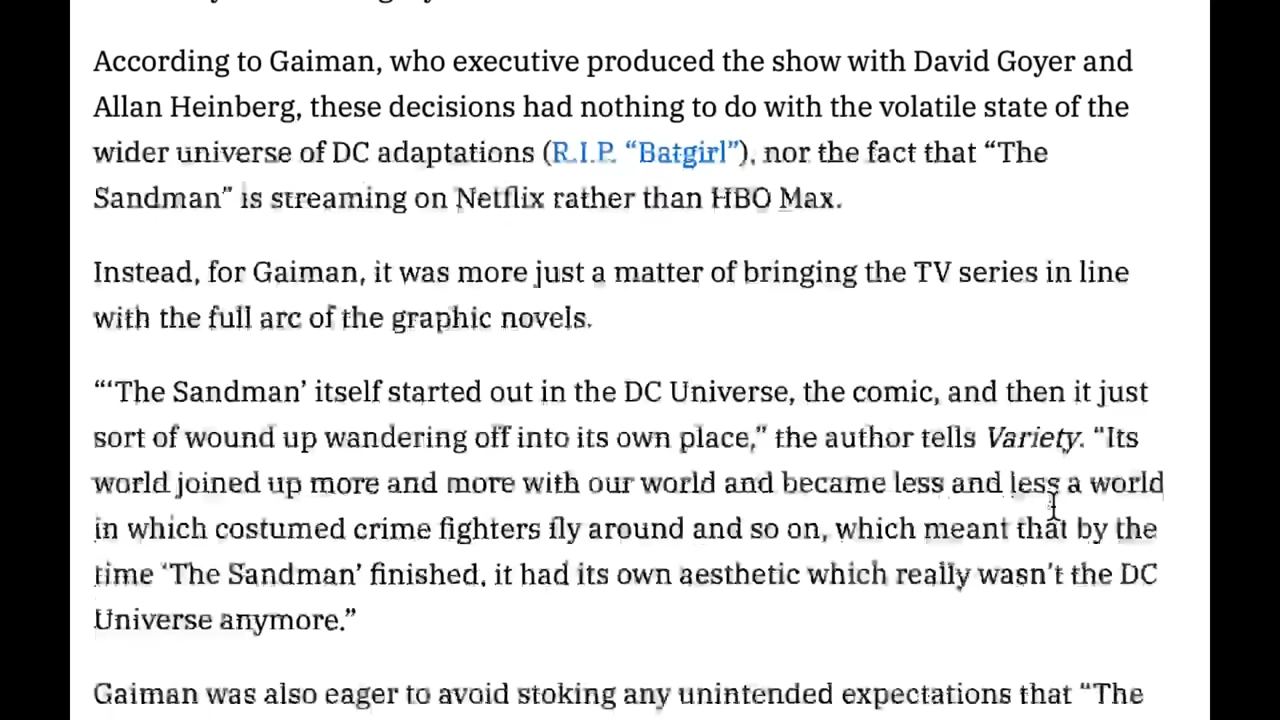 According to Gaiman, who executive produced the show with David Goyer and
Allan Heinberg, these decisions had nothing to do with the volatile state of the
wider universe of DC adaptations (R.I.P. “Batgirl”), nor the fact that “The
Sandman” is streaming on Netflix rather than HBO Max.
Instead, for Gaiman, it was more just a matter of bringing the TV series in line
with the full arc of the graphic novels.
“‘The Sandman’ itself started out in the DC Universe, the comic, and then it just
sort of wound up wandering off into its own place,” the author tells Variety. “Its
world joined up more and more with our world and became less and less a world
in which costumed crime fighters fly around and so on, which meant that by the
time ‘The Sandman’ finished, it had its own aesthetic which really wasn’t the DC
Universe anymore.”
Gaiman was also eager to avoid stoking any unintended expectations that “The